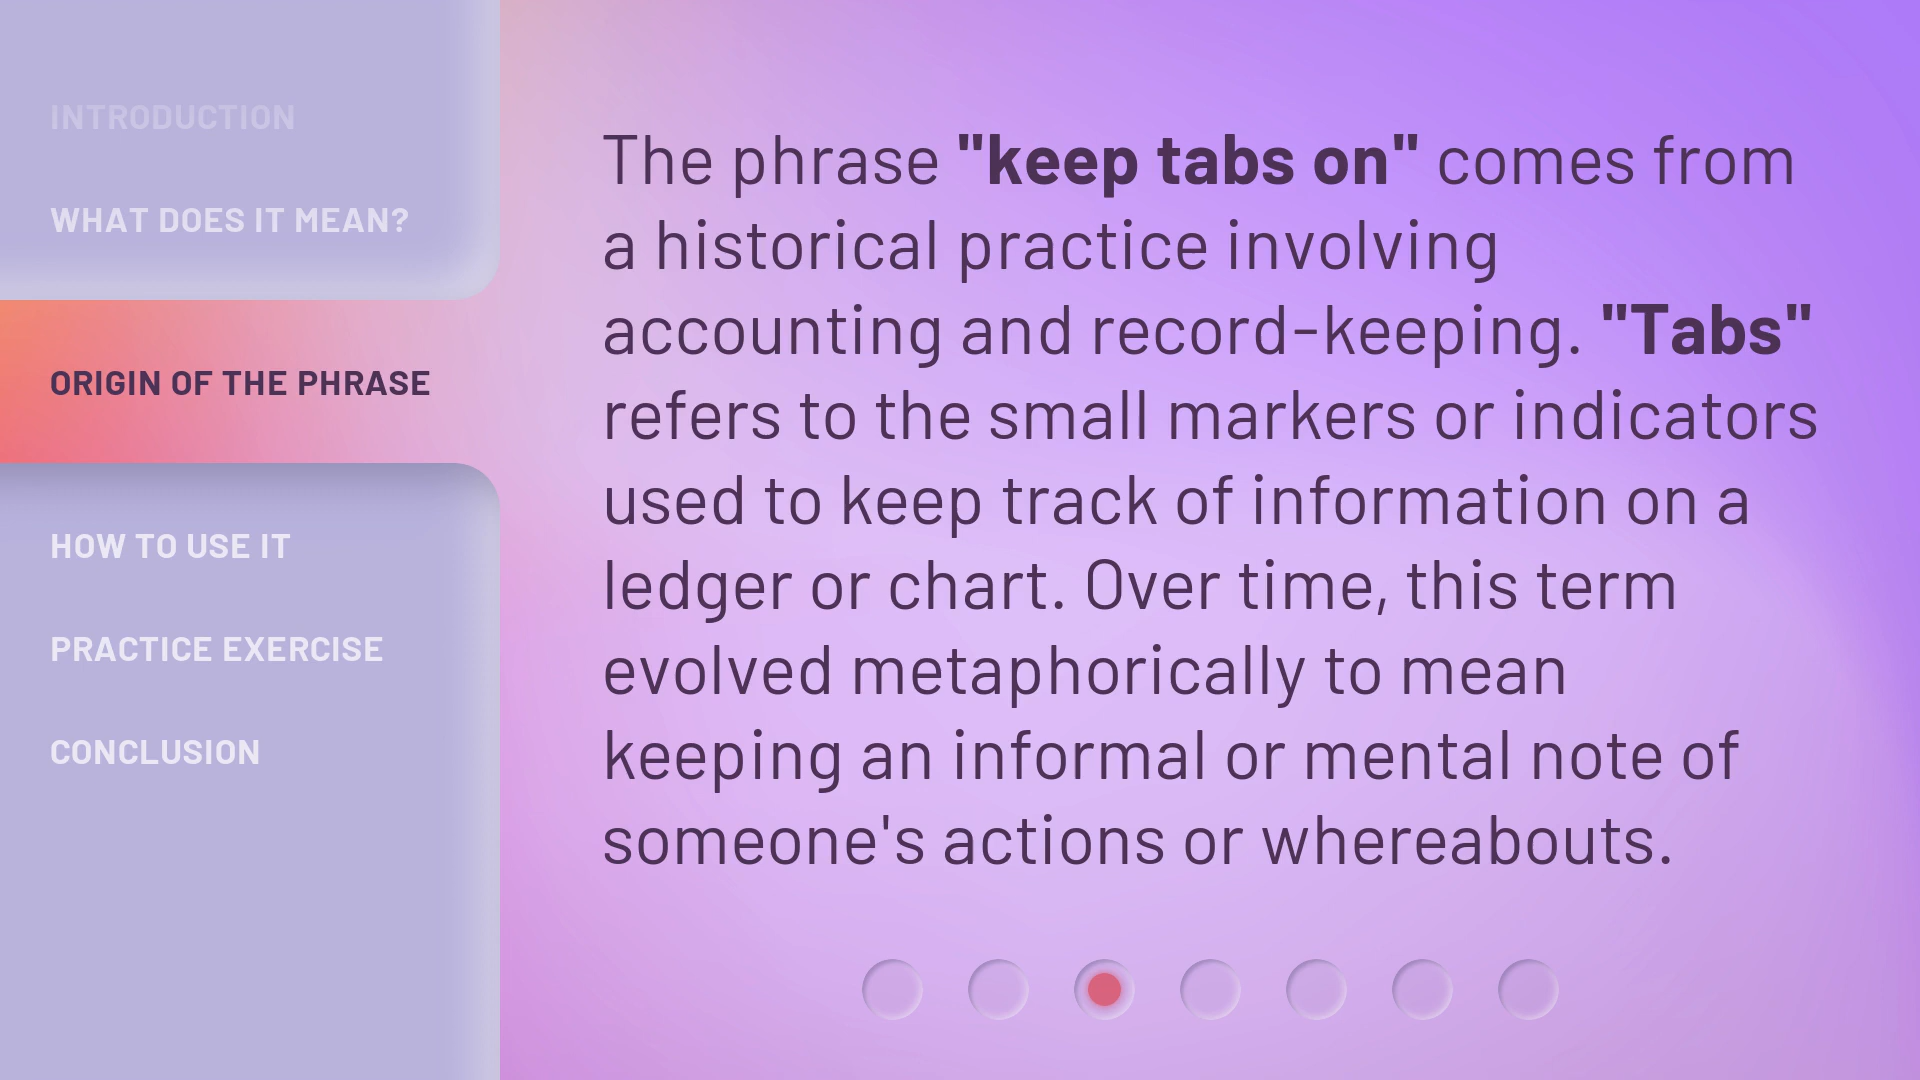 INTRODUCTION
WHAT DOES IT MEAN?
ORIGIN OF THE PHRASE
HOW TO USE IT
PRACTICE EXERCISE
CONCLUSION
The phrase "keep tabs on" comes from
a historical practice involving
accounting and record-keeping. "Tabs"
refers to the small markers or indicators
used to keep track of information on a
ledger or chart. Over time, this term
evolved metaphorically to mean
keeping an informal or mental note of
someone's actions or whereabouts.